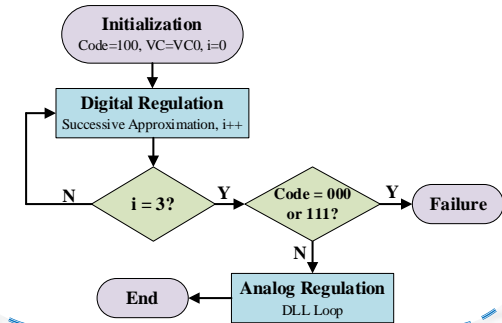 Initialization
Code=100, VC=VC0, i=0
Digital Regulation
Successive Approximation, i++
N
i = 3?
Y
Code = 000
or 111?
Y
Failure
N
Analog Regulation
DLL Loop
End